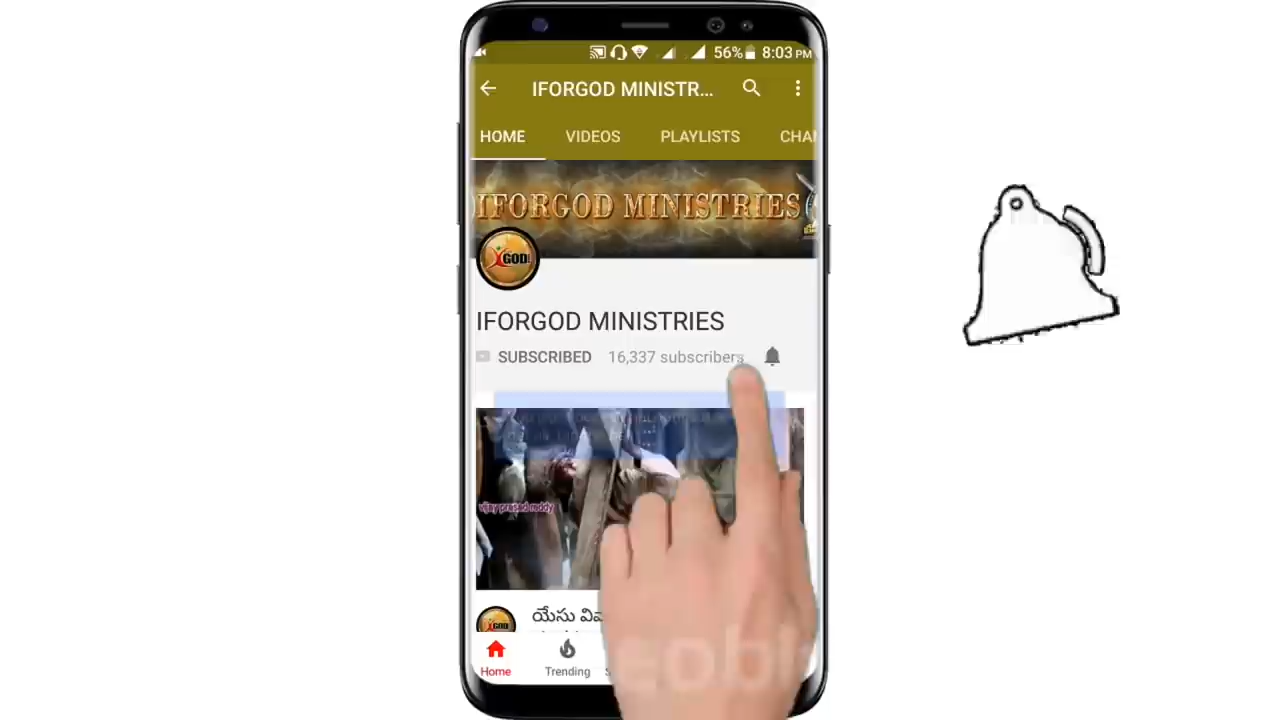 56% 8:03 PM
IFORGOD MINISTR...
HOME VIDEOS PLAYLISTS CHA
IFORGOD MINISTRIES
GOD
IFORGOD MINISTRIES
SUBSCRIBED 16,337 subscribers
vijay prasad reddy
యేసు
Home Trending